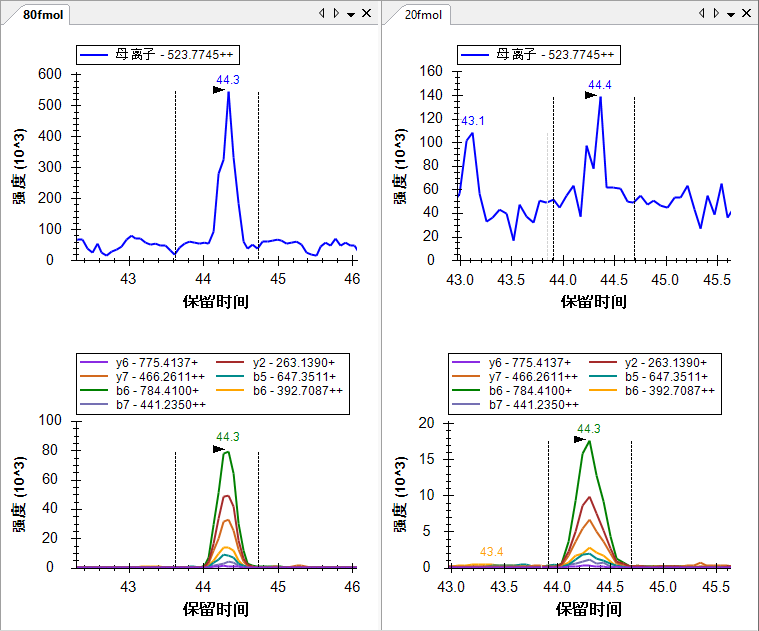 80fmol
母离子 - 523.7745++
600
500
400
300
200
100
0
强度 (10^3)
44.3
43
44
45
46
保留时间
y6 - 775.4137+
y2 - 263.1390+
y7 - 466.2611++
b5 - 647.3511+
b6 - 784.4100+
b6 - 392.7087++
b7 - 441.2350++
100
80
60
40
20
0
强度 (10^3)
44.3
43
44
45
46
保留时间
20fmol
母离子 - 523.7745++
160
140
120
100
80
60
40
20
0
强度 (10^3)
43.1
44.4
43.0
43.5
44.0
44.5
45.0
45.5
保留时间
y6 - 775.4137+
y2 - 263.1390+
y7 - 466.2611++
b5 - 647.3511+
b6 - 784.4100+
b6 - 392.7087++
b7 - 441.2350++
20
15
10
5
0
强度 (10^3)
44.3
43.4
43.0
43.5
44.0
44.5
45.0
45.5
保留时间